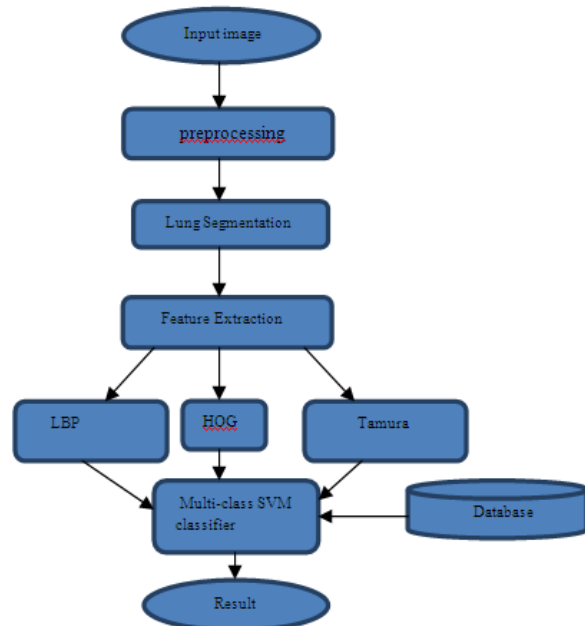 Input image
preprocessing
Lung Segmentation
Feature Extraction
LBP
HOG
Tamura
Multi-class SVM
classifier
Database
Result